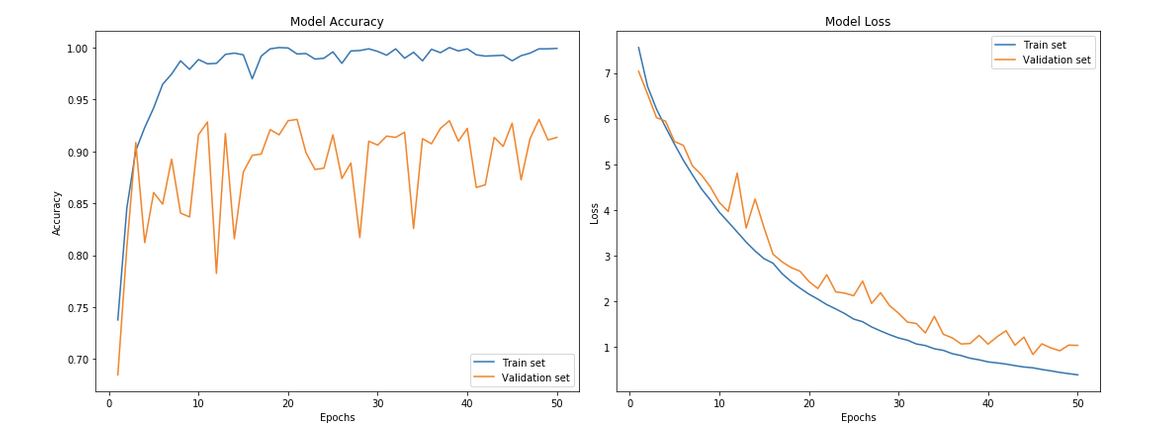 Model Accuracy
1.00
0.95
0.90
0.85
0.80
0.75
0.70
Accuracy
0 10 20 30 40 50
Epochs
Train set
Validation set
Model Loss
7
6
5
4
3
2
1
Loss
0 10 20 30 40 50
Epochs
Train set
Validation set